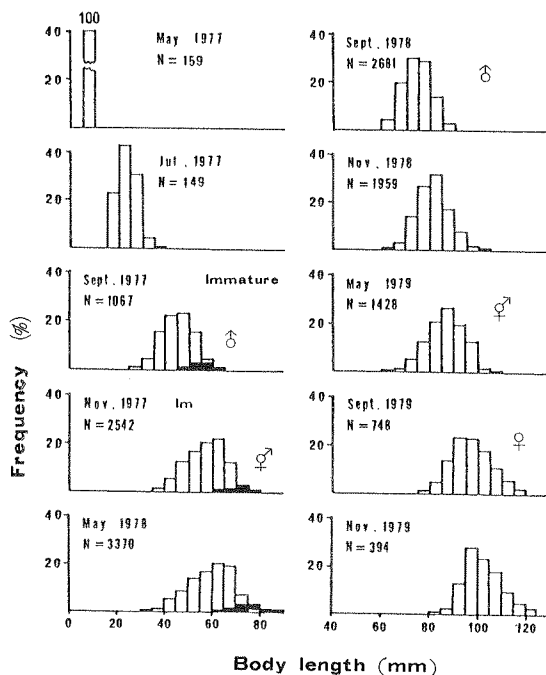 100
40
20
May 1977
N = 159
40
20
Jul . 1977
N = 149
40
20
Sept. 1977
N = 1067
Immature
♂
40
20
Nov. 1977
N = 2542
Im
⚥
40
20
0
May 1978
N = 3370
0 20 40 60 80
40
20
Sept. 1978
N = 2681
♂
40
20
Nov. 1978
N = 1959
40
20
May 1979
N = 1428
⚥
40
20
Sept. 1979
N = 748
♀
40
20
0
Nov. 1979
N = 394
40 60 80 100 120
Frequency (%)
Body length (mm)